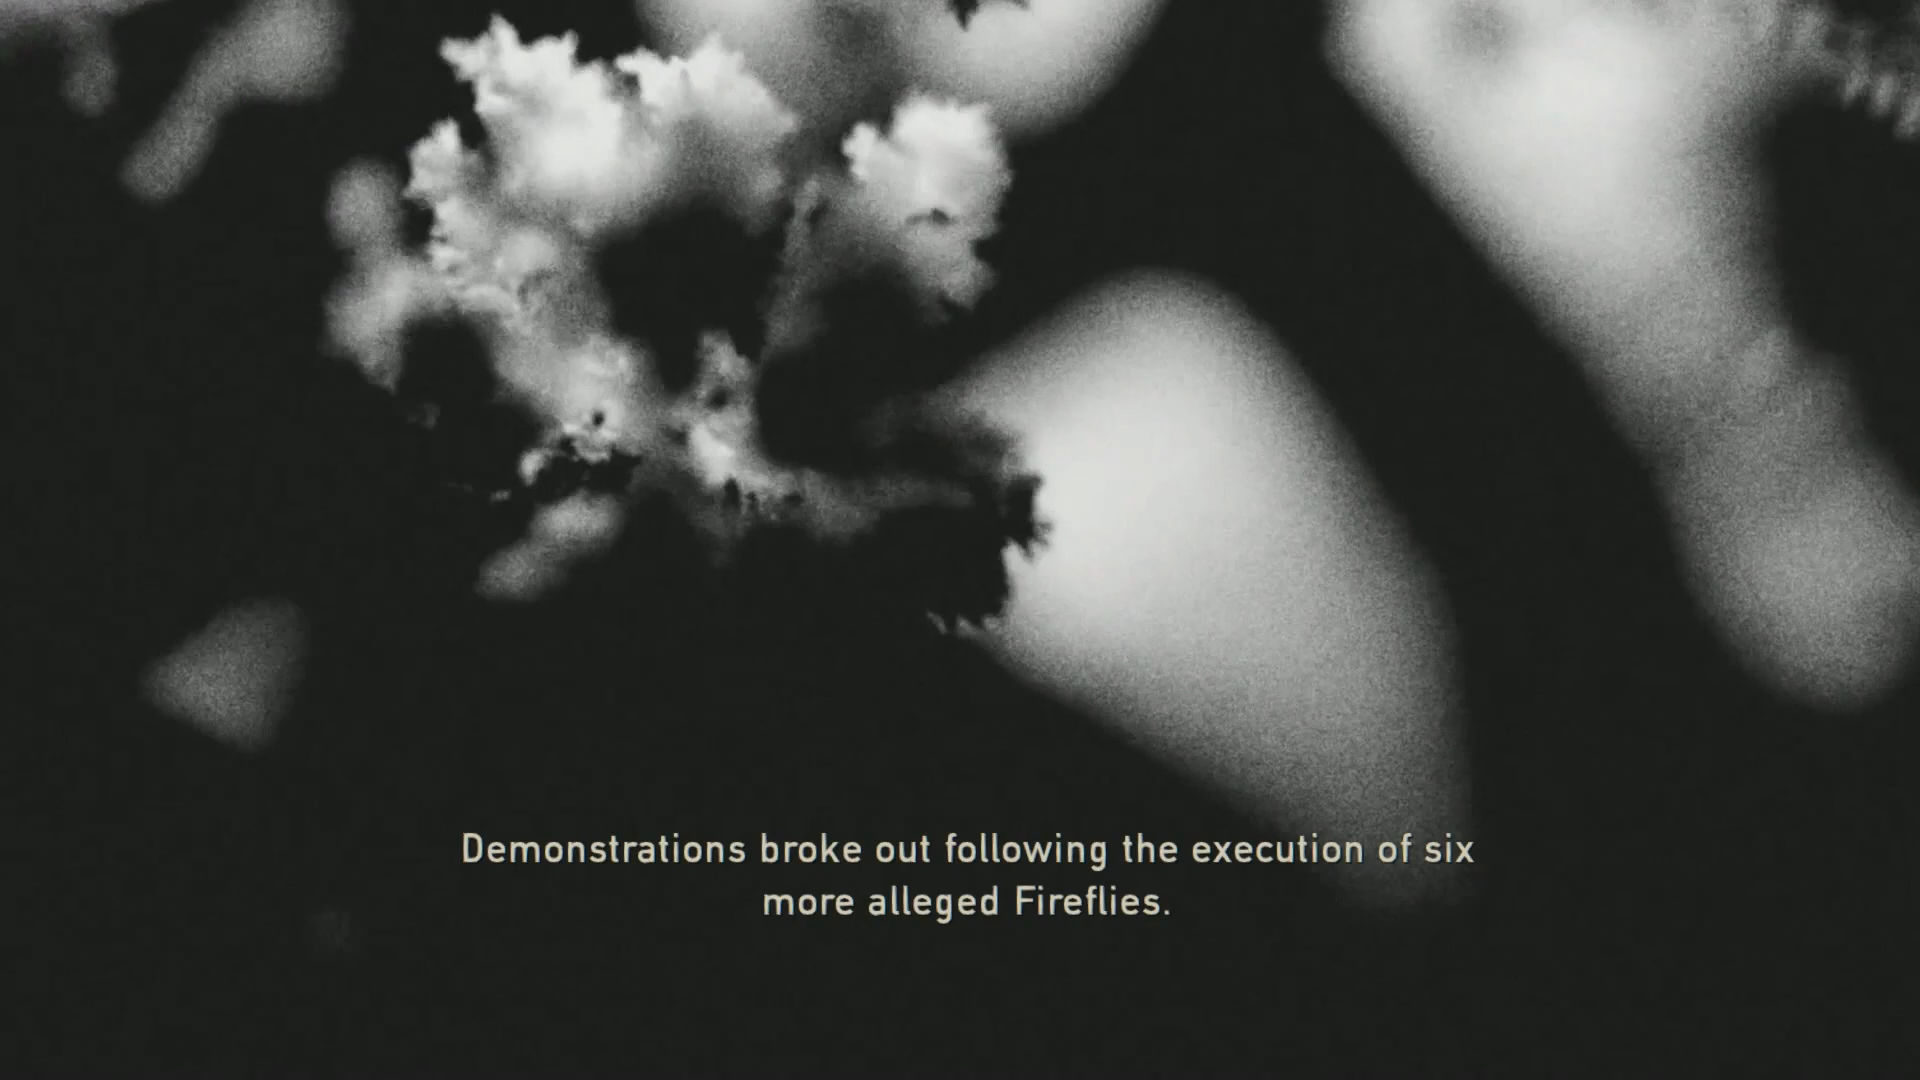 Demonstrations broke out following the execution of six
more alleged Fireflies.